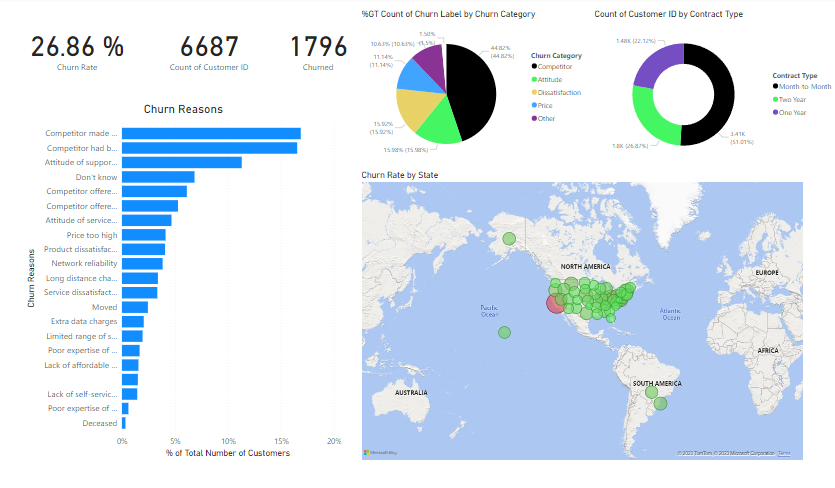 26.86 %
Churn Rate
6687
Count of Customer ID
1796
Churned
Churn Reasons
Competitor made ...
Competitor had b...
Attitude of suppor...
Don't know
Competitor offere...
Competitor offere...
Attitude of service...
Price too high
Product dissatisfac...
Network reliability
Long distance cha...
Service dissatisfact...
Moved
Extra data charges
Limited range of s...
Poor expertise of ...
Lack of affordable ...
Lack of self-servic...
Poor expertise of ...
Deceased
Churn Reasons
0%
5%
10%
15%
20%
% of Total Number of Customers
%GT Count of Churn Label by Churn Category
1.50%
(1.5%)
10.63% (10.63%)
11.14%
(11.14%)
15.92%
(15.92%)
15.98% (15.98%)
44.82%
(44.82%)
Churn Category
Competitor
Attitude
Dissatisfaction
Price
Other
Count of Customer ID by Contract Type
1.48K (22.12%)
1.8K (26.87%)
3.41K
(51.01%)
Contract Type
Month-to-Month
Two Year
One Year
Churn Rate by State
NORTH AMERICA
EUROPE
Pacific
Ocean
Atlantic
Ocean
AFRICA
SOUTH AMERICA
AUSTRALIA
Microsoft Bing
© 2023 TomTom, © 2023 Microsoft Corporation Terms